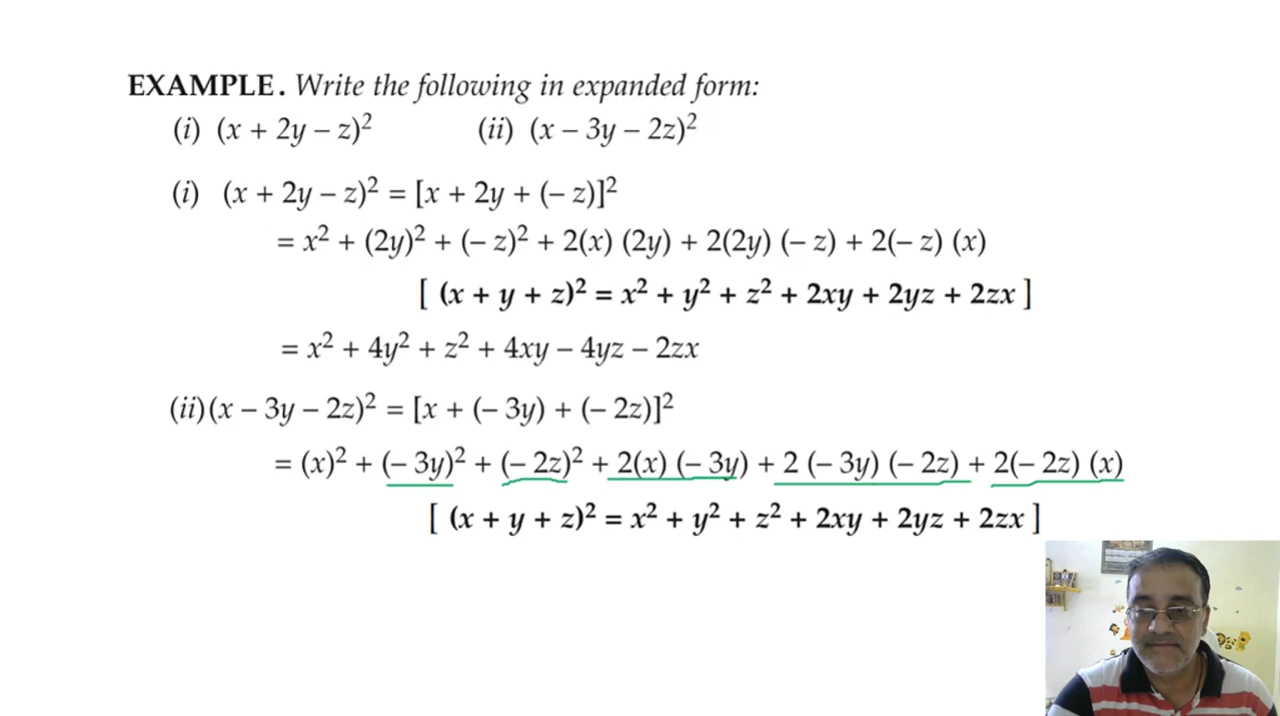 EXAMPLE. Write the following in expanded form:
(i) (x + 2y – z)² (ii) (x – 3y – 2z)²
(i) (x + 2y – z)² = [x + 2y + (– z)]²
= x² + (2y)² + (– z)² + 2(x) (2y) + 2(2y) (– z) + 2(– z) (x)
[ (x + y + z)² = x² + y² + z² + 2xy + 2yz + 2zx ]
= x² + 4y² + z² + 4xy – 4yz – 2zx
(ii) (x – 3y – 2z)² = [x + (– 3y) + (– 2z)]²
= (x)² + (– 3y)² + (– 2z)² + 2(x) (– 3y) + 2 (– 3y) (– 2z) + 2(– 2z) (x)
[ (x + y + z)² = x² + y² + z² + 2xy + 2yz + 2zx ]